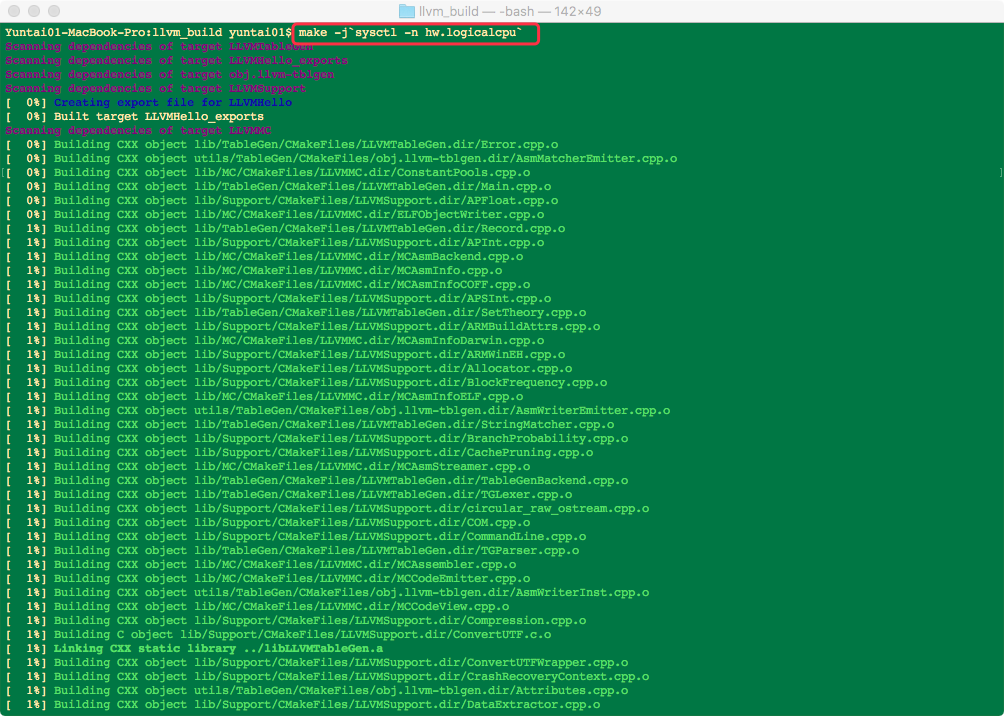 llvm_build — -bash — 142×49
Yuntai01-MacBook-Pro:llvm_build yuntai01$ make -j`sysctl -n hw.logicalcpu`
Scanning dependencies of target LLVMTableGen
Scanning dependencies of target LLVMHello_exports
Scanning dependencies of target obj.llvm-tblgen
Scanning dependencies of target LLVMSupport
[  0%] Creating export file for LLVMHello
[  0%] Built target LLVMHello_exports
Scanning dependencies of target LLVMMC
[  0%] Building CXX object lib/TableGen/CMakeFiles/LLVMTableGen.dir/Error.cpp.o
[  0%] Building CXX object utils/TableGen/CMakeFiles/obj.llvm-tblgen.dir/AsmMatcherEmitter.cpp.o
[  0%] Building CXX object lib/MC/CMakeFiles/LLVMMC.dir/ConstantPools.cpp.o
[  0%] Building CXX object lib/TableGen/CMakeFiles/LLVMTableGen.dir/Main.cpp.o
[  0%] Building CXX object lib/Support/CMakeFiles/LLVMSupport.dir/APFloat.cpp.o
[  0%] Building CXX object lib/MC/CMakeFiles/LLVMMC.dir/ELFObjectWriter.cpp.o
[  1%] Building CXX object lib/TableGen/CMakeFiles/LLVMTableGen.dir/Record.cpp.o
[  1%] Building CXX object lib/Support/CMakeFiles/LLVMSupport.dir/APInt.cpp.o
[  1%] Building CXX object lib/MC/CMakeFiles/LLVMMC.dir/MCAsmBackend.cpp.o
[  1%] Building CXX object lib/MC/CMakeFiles/LLVMMC.dir/MCAsmInfo.cpp.o
[  1%] Building CXX object lib/MC/CMakeFiles/LLVMMC.dir/MCAsmInfoCOFF.cpp.o
[  1%] Building CXX object lib/Support/CMakeFiles/LLVMSupport.dir/APSInt.cpp.o
[  1%] Building CXX object lib/TableGen/CMakeFiles/LLVMTableGen.dir/SetTheory.cpp.o
[  1%] Building CXX object lib/Support/CMakeFiles/LLVMSupport.dir/ARMBuildAttrs.cpp.o
[  1%] Building CXX object lib/MC/CMakeFiles/LLVMMC.dir/MCAsmInfoDarwin.cpp.o
[  1%] Building CXX object lib/Support/CMakeFiles/LLVMSupport.dir/ARMWinEH.cpp.o
[  1%] Building CXX object lib/Support/CMakeFiles/LLVMSupport.dir/Allocator.cpp.o
[  1%] Building CXX object lib/Support/CMakeFiles/LLVMSupport.dir/BlockFrequency.cpp.o
[  1%] Building CXX object lib/MC/CMakeFiles/LLVMMC.dir/MCAsmInfoELF.cpp.o
[  1%] Building CXX object utils/TableGen/CMakeFiles/obj.llvm-tblgen.dir/AsmWriterEmitter.cpp.o
[  1%] Building CXX object lib/TableGen/CMakeFiles/LLVMTableGen.dir/StringMatcher.cpp.o
[  1%] Building CXX object lib/Support/CMakeFiles/LLVMSupport.dir/BranchProbability.cpp.o
[  1%] Building CXX object lib/Support/CMakeFiles/LLVMSupport.dir/CachePruning.cpp.o
[  1%] Building CXX object lib/MC/CMakeFiles/LLVMMC.dir/MCAsmStreamer.cpp.o
[  1%] Building CXX object lib/TableGen/CMakeFiles/LLVMTableGen.dir/TableGenBackend.cpp.o
[  1%] Building CXX object lib/TableGen/CMakeFiles/LLVMTableGen.dir/TGLexer.cpp.o
[  1%] Building CXX object lib/Support/CMakeFiles/LLVMSupport.dir/circular_raw_ostream.cpp.o
[  1%] Building CXX object lib/Support/CMakeFiles/LLVMSupport.dir/COM.cpp.o
[  1%] Building CXX object lib/Support/CMakeFiles/LLVMSupport.dir/CommandLine.cpp.o
[  1%] Building CXX object lib/TableGen/CMakeFiles/LLVMTableGen.dir/TGParser.cpp.o
[  1%] Building CXX object lib/MC/CMakeFiles/LLVMMC.dir/MCAssembler.cpp.o
[  1%] Building CXX object lib/MC/CMakeFiles/LLVMMC.dir/MCCodeEmitter.cpp.o
[  1%] Building CXX object utils/TableGen/CMakeFiles/obj.llvm-tblgen.dir/AsmWriterInst.cpp.o
[  1%] Building CXX object lib/MC/CMakeFiles/LLVMMC.dir/MCCodeView.cpp.o
[  1%] Building CXX object lib/Support/CMakeFiles/LLVMSupport.dir/Compression.cpp.o
[  1%] Building C object lib/Support/CMakeFiles/LLVMSupport.dir/ConvertUTF.c.o
[  1%] Linking CXX static library ../libLLVMTableGen.a
[  1%] Building CXX object lib/Support/CMakeFiles/LLVMSupport.dir/ConvertUTFWrapper.cpp.o
[  1%] Building CXX object lib/Support/CMakeFiles/LLVMSupport.dir/CrashRecoveryContext.cpp.o
[  1%] Building CXX object utils/TableGen/CMakeFiles/obj.llvm-tblgen.dir/Attributes.cpp.o
[  1%] Building CXX object lib/Support/CMakeFiles/LLVMSupport.dir/DataExtractor.cpp.o